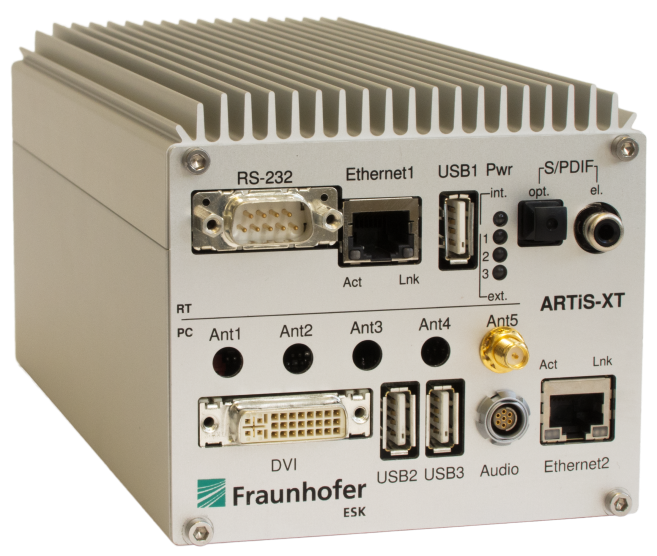 RS-232 Ethernet1 USB1 Pwr S/PDIF
int. opt. el.
1
2
3
Act Lnk
ext.
RT
ARTiS-XT
PC Ant1 Ant2 Ant3 Ant4 Ant5
Act Lnk
DVI USB2 USB3 Audio Ethernet2
Fraunhofer
ESK